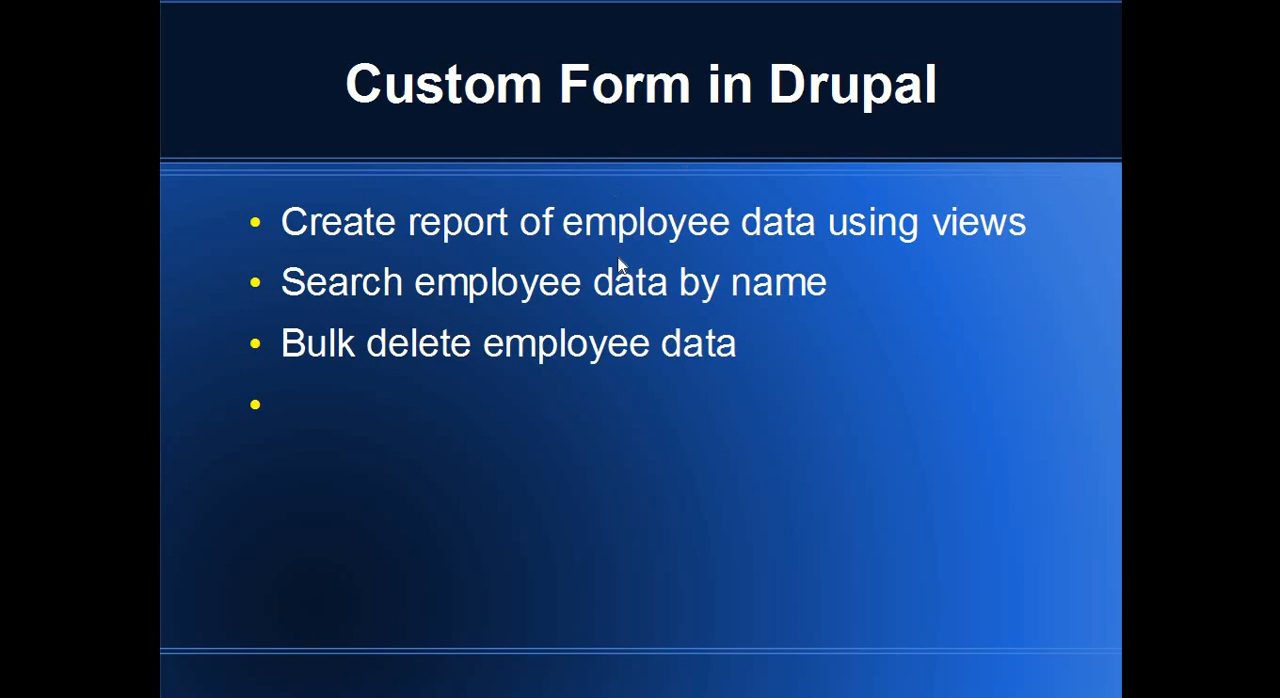 Custom Form in Drupal
• Create report of employee data using views
• Search employee data by name
• Bulk delete employee data
•